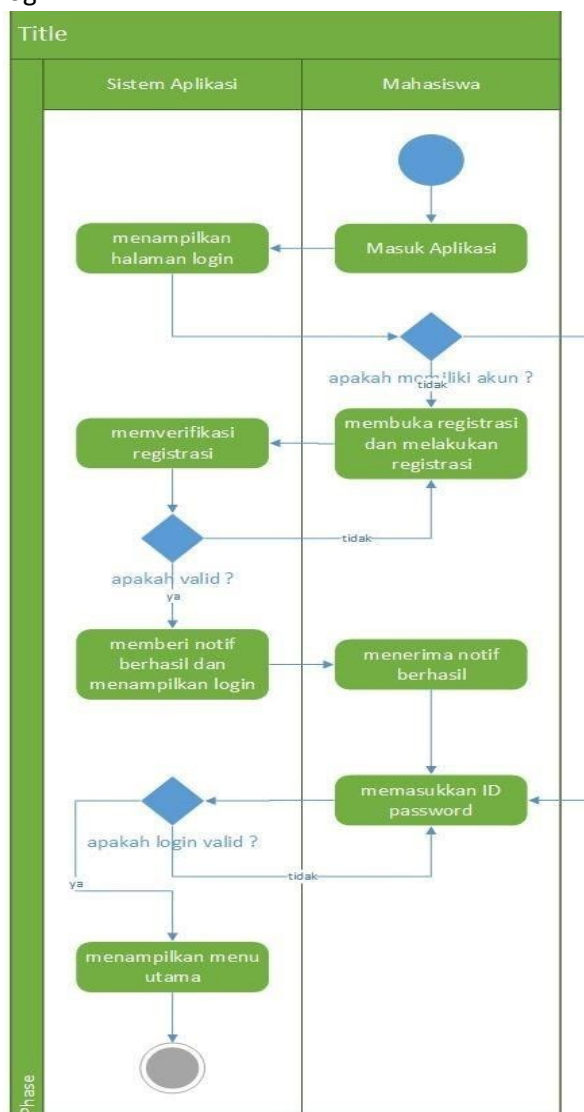 Title
Sistem Aplikasi
Mahasiswa
Masuk Aplikasi
menampilkan
halaman login
apakah memiliki akun ?
tidak
membuka registrasi
dan melakukan
registrasi
memverifikasi
registrasi
tidak
apakah valid ?
ya
memberi notif
berhasil dan
menampilkan login
menerima notif
berhasil
memasukkan ID
password
apakah login valid ?
tidak
ya
menampilkan menu
utama
Phase